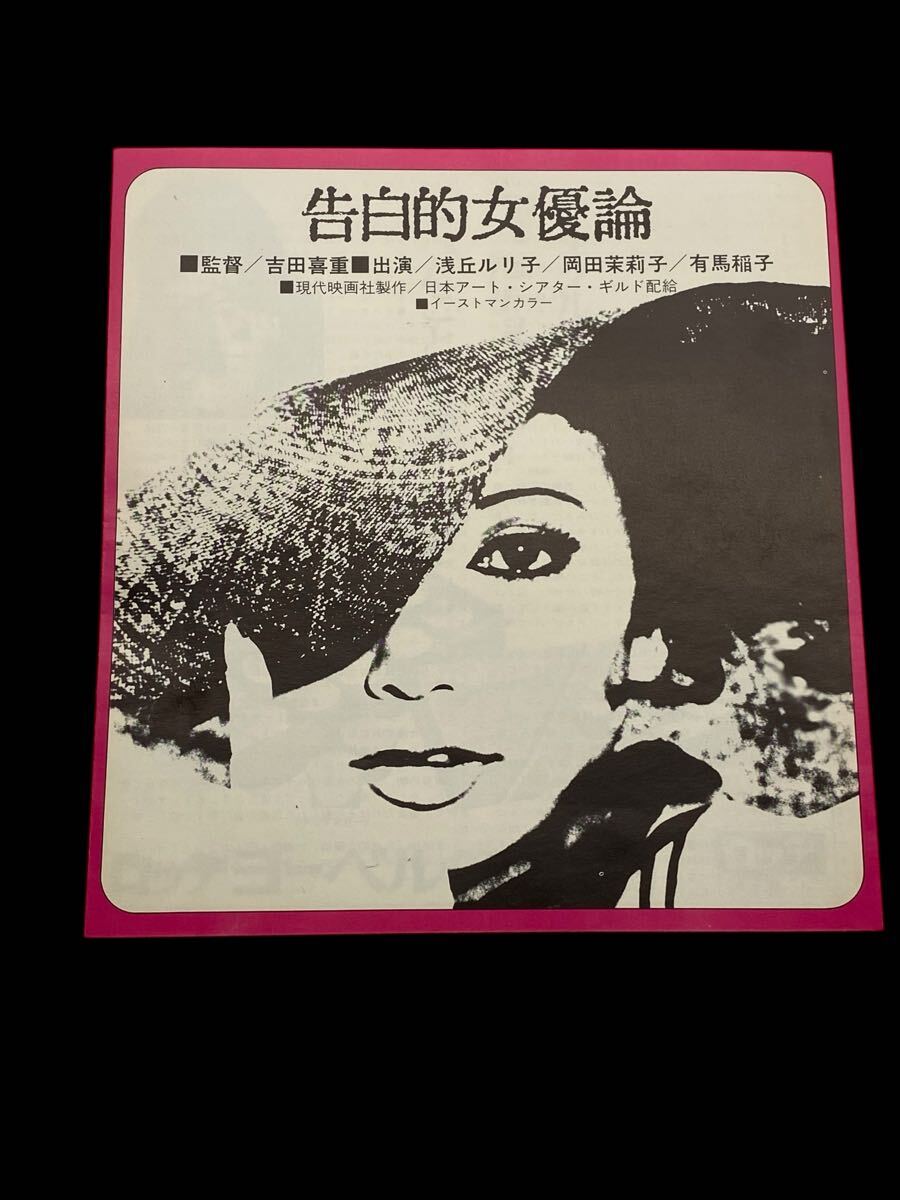 告白的女優論
■監督／吉田喜重■出演／浅丘ルリ子／岡田茉莉子／有馬稲子
■現代映画社製作／日本アート・シアター・ギルド配給
■イーストマンカラー